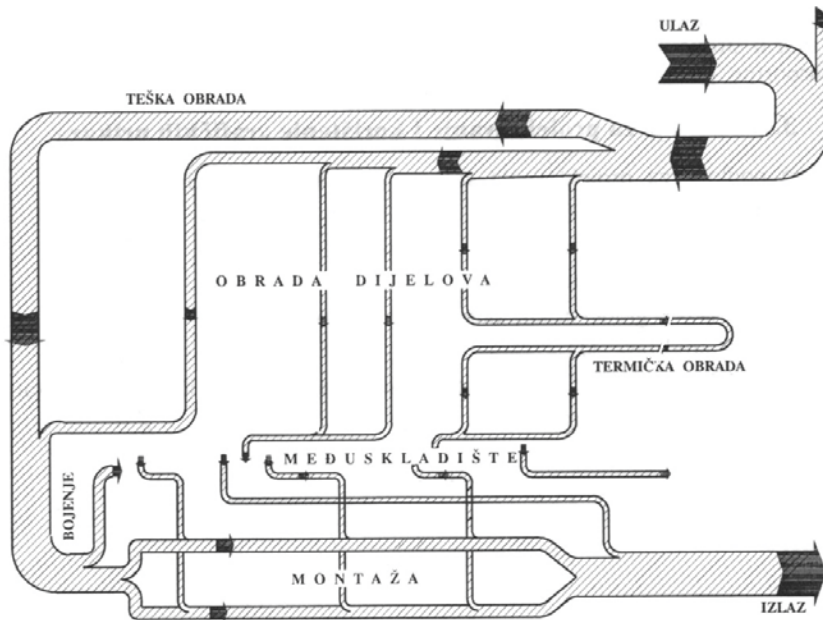 ULAZ
TEŠKA OBRADA
OBRADA DIJELOVA
TERMIČKA OBRADA
MEĐUSKLADIŠTE
BOJENJE
MONTAŽA
IZLAZ